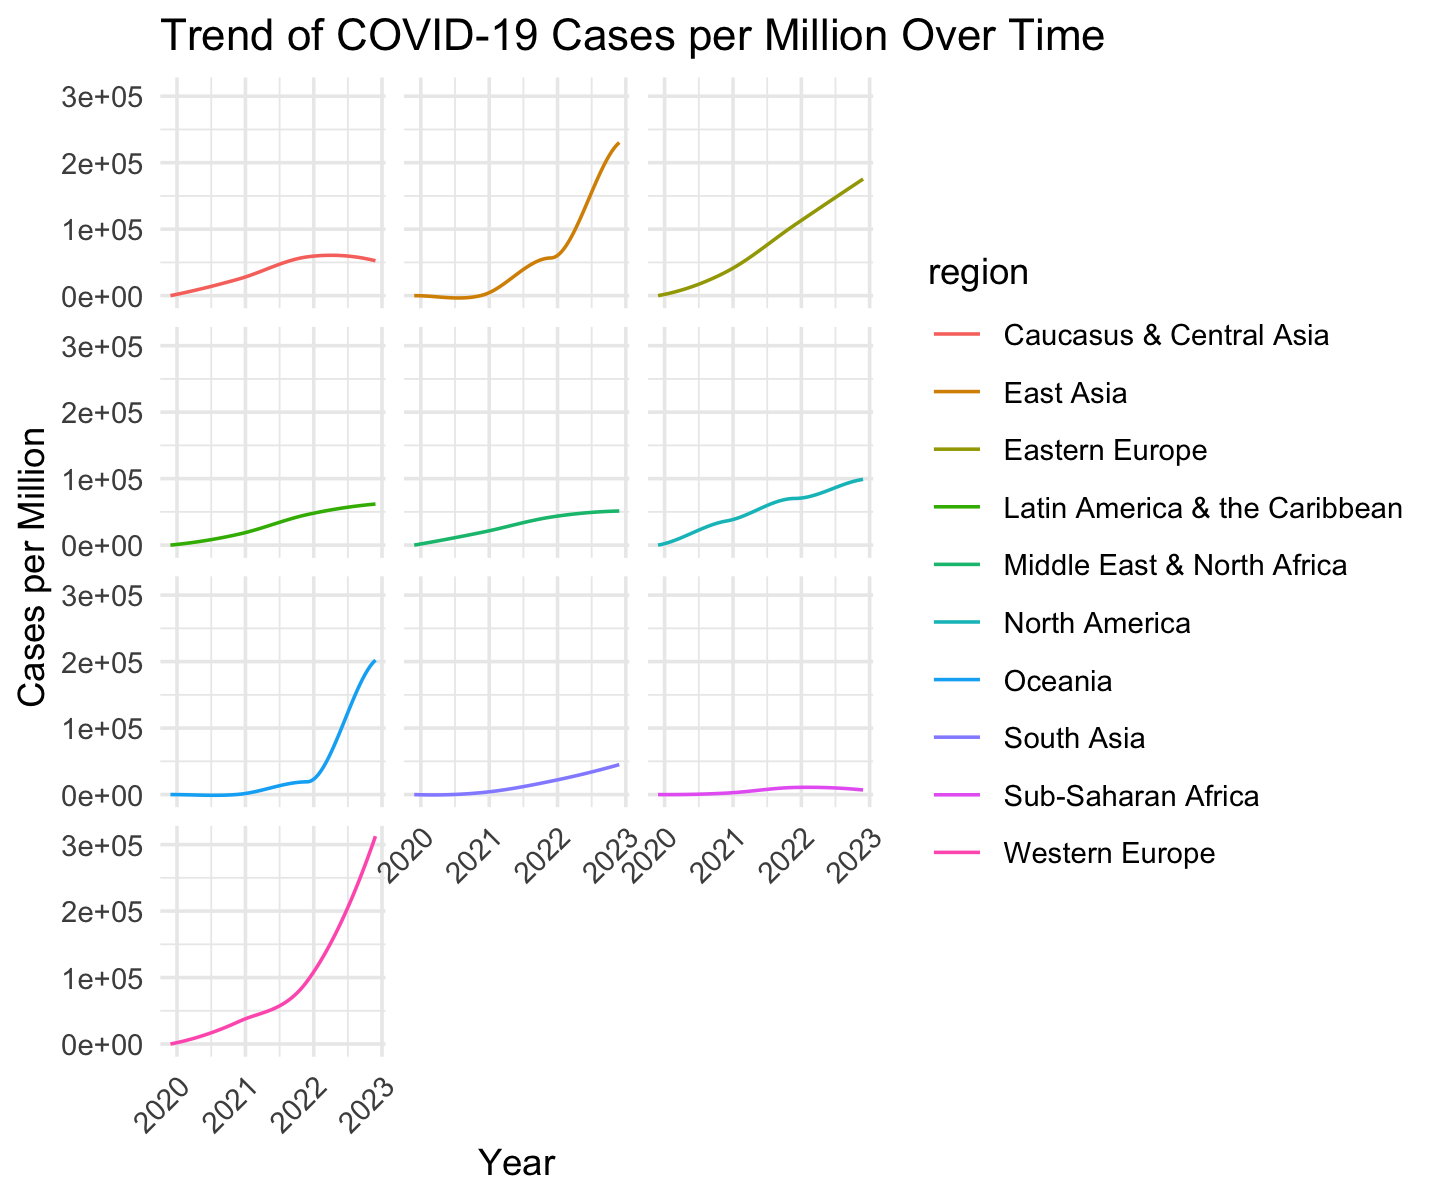 Trend of COVID-19 Cases per Million Over Time
3e+05
2e+05
1e+05
0e+00
3e+05
2e+05
1e+05
0e+00
3e+05
2e+05
1e+05
0e+00
3e+05
2e+05
1e+05
0e+00
Cases per Million
2020 2021 2022 2023 2020 2021 2022 2023
2020 2021 2022 2023
Year
region
Caucasus & Central Asia
East Asia
Eastern Europe
Latin America & the Caribbean
Middle East & North Africa
North America
Oceania
South Asia
Sub-Saharan Africa
Western Europe